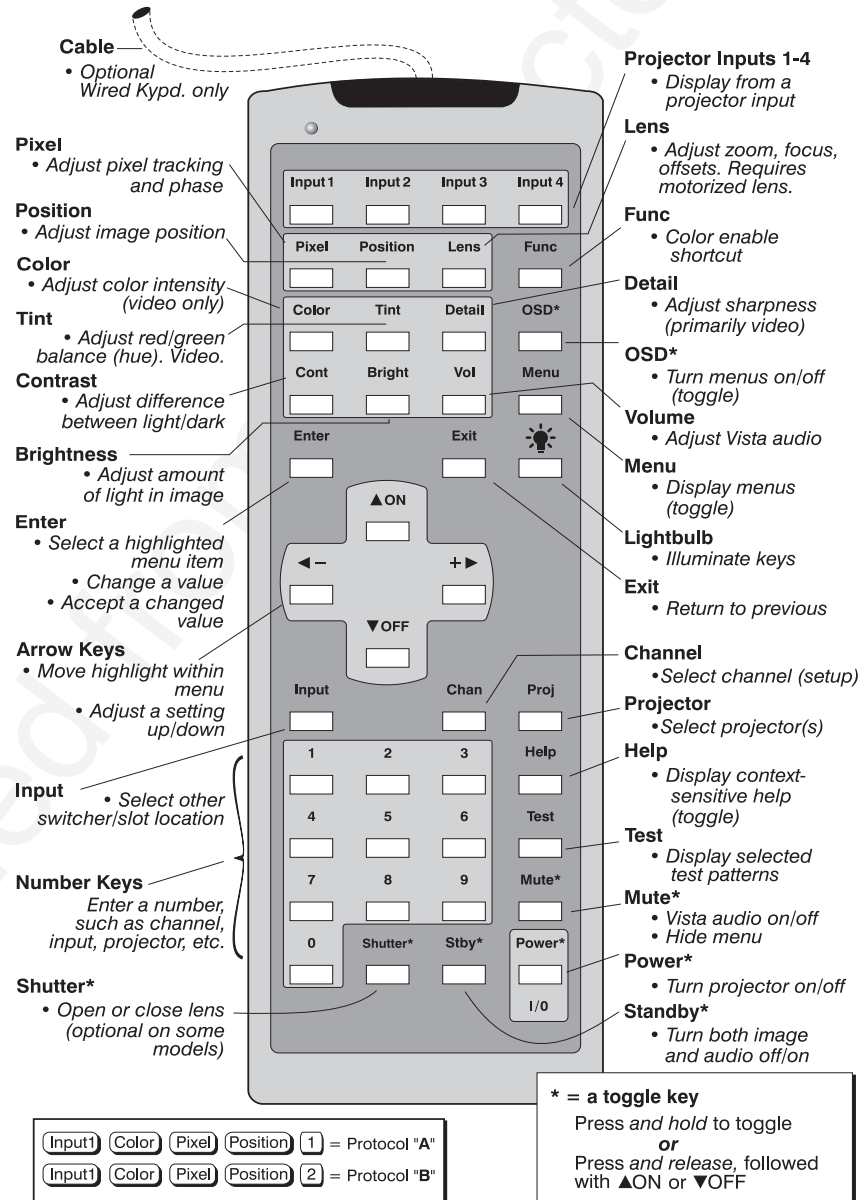 Cable
• Optional
Wired Kypd. only
Pixel
• Adjust pixel tracking
and phase
Position
• Adjust image position
Color
• Adjust color intensity
(video only)
Tint
• Adjust red/green
balance (hue). Video.
Contrast
• Adjust difference
between light/dark
Brightness
• Adjust amount
of light in image
Enter
• Select a highlighted
menu item
• Change a value
• Accept a changed
value
Arrow Keys
• Move highlight within
menu
• Adjust a setting
up/down
Input
• Select other
switcher/slot location
Number Keys
Enter a number,
such as channel,
input, projector, etc.
Shutter*
• Open or close lens
(optional on some
models)
Input 1 Input 2 Input 3 Input 4
Pixel Position Lens Func
Color Tint Detail OSD*
Cont Bright Vol Menu
Enter Exit
▲ON
◄ – + ►
▼OFF
Input Chan Proj
1 2 3 Help
4 5 6 Test
7 8 9 Mute*
0 Shutter* Stby* Power*
I/0
Projector Inputs 1-4
• Display from a
projector input
Lens
• Adjust zoom, focus,
offsets. Requires
motorized lens.
Func
• Color enable
shortcut
Detail
• Adjust sharpness
(primarily video)
OSD*
• Turn menus on/off
(toggle)
Volume
• Adjust Vista audio
Menu
• Display menus
(toggle)
Lightbulb
• Illuminate keys
Exit
• Return to previous
Channel
•Select channel (setup)
Projector
•Select projector(s)
Help
• Display context-
sensitive help
(toggle)
Test
• Display selected
test patterns
Mute*
• Vista audio on/off
• Hide menu
Power*
• Turn projector on/off
Standby*
• Turn both image
and audio off/on
Input1 Color Pixel Position 1 = Protocol "A"
Input1 Color Pixel Position 2 = Protocol "B"
* = a toggle key
Press and hold to toggle
or
Press and release, followed
with ▲ON or ▼OFF